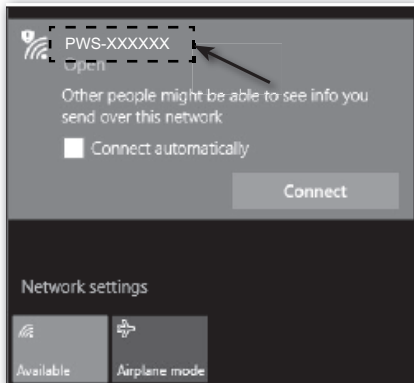 PWS-XXXXXX
Open
Other people might be able to see info you
send over this network
Connect automatically
Connect
Network settings
Available
Airplane mode